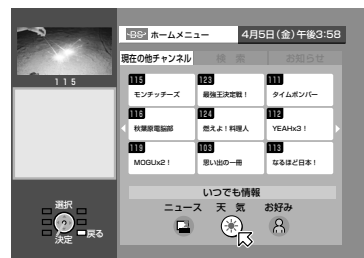 BS ホームメニュー 4月5日(金)午後3:58
現在の他チャンネル 検 索 お知らせ
115
115 123 111
モンチッチーズ 最強王決定戦! タイムボンバー
116 124 112
秋葉原電脳部 燃えよ!料理人 YEAHx3!
119 103 113
MOGUx2! 思い出の一冊 なるほど日本!
いつでも情報
ニュース 天 気 お好み
選択
戻る
決定